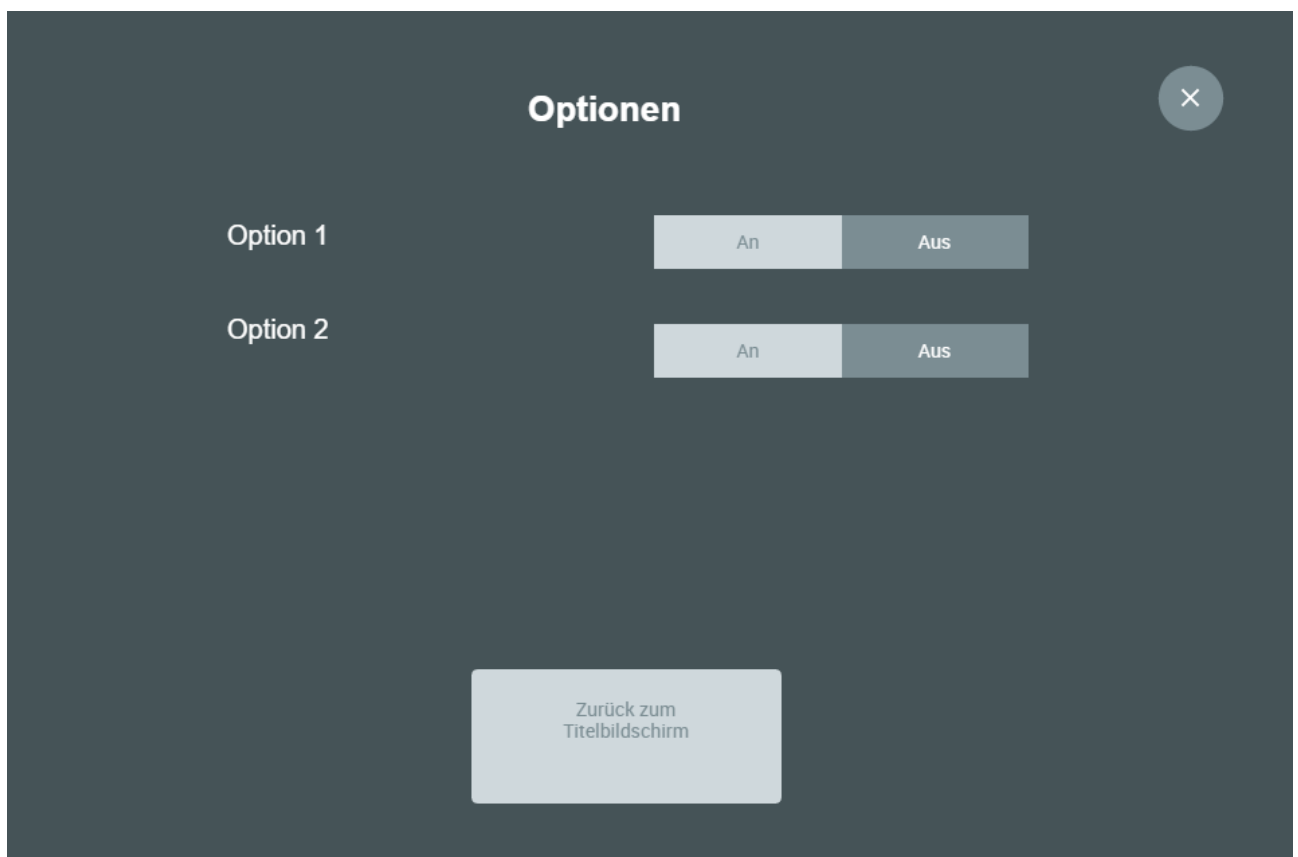 Optionen
Option 1
An Aus
Option 2
An Aus
Zurück zum
Titelbildschirm